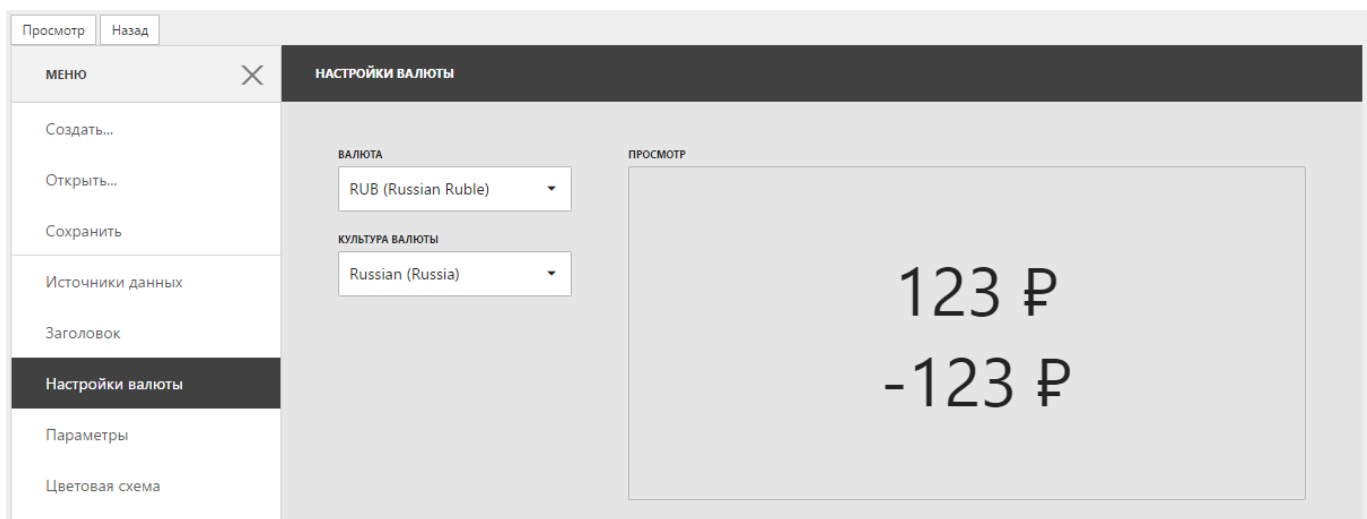 Просмотр Назад
МЕНЮ
НАСТРОЙКИ ВАЛЮТЫ
Создать...
Открыть...
Сохранить
Источники данных
Заголовок
Настройки валюты
Параметры
Цветовая схема
ВАЛЮТА
RUB (Russian Ruble)
КУЛЬТУРА ВАЛЮТЫ
Russian (Russia)
ПРОСМОТР
123 ₽
-123 ₽